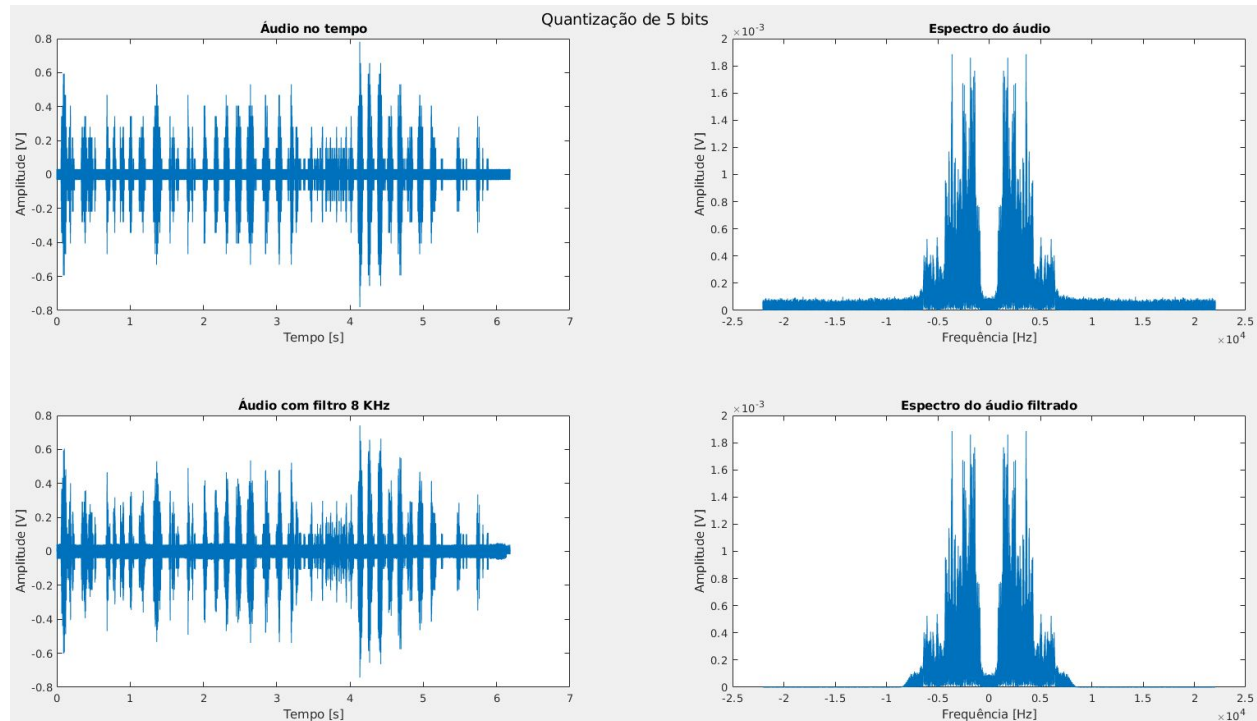 Quantização de 5 bits
Áudio no tempo
0.8
0.6
0.4
0.2
0
-0.2
-0.4
-0.6
-0.8
Amplitude [V]
0 1 2 3 4 5 6 7
Tempo [s]
Espectro do áudio
×10-3
2
1.8
1.6
1.4
1.2
1
0.8
0.6
0.4
0.2
0
Amplitude [V]
-2.5 -2 -1.5 -1 -0.5 0 0.5 1 1.5 2 2.5
Frequência [Hz]
×104
Áudio com filtro 8 KHz
0.8
0.6
0.4
0.2
0
-0.2
-0.4
-0.6
-0.8
Amplitude [V]
0 1 2 3 4 5 6 7
Tempo [s]
Espectro do áudio filtrado
×10-3
2
1.8
1.6
1.4
1.2
1
0.8
0.6
0.4
0.2
0
Amplitude [V]
-2.5 -2 -1.5 -1 -0.5 0 0.5 1 1.5 2 2.5
Frequência [Hz]
×104